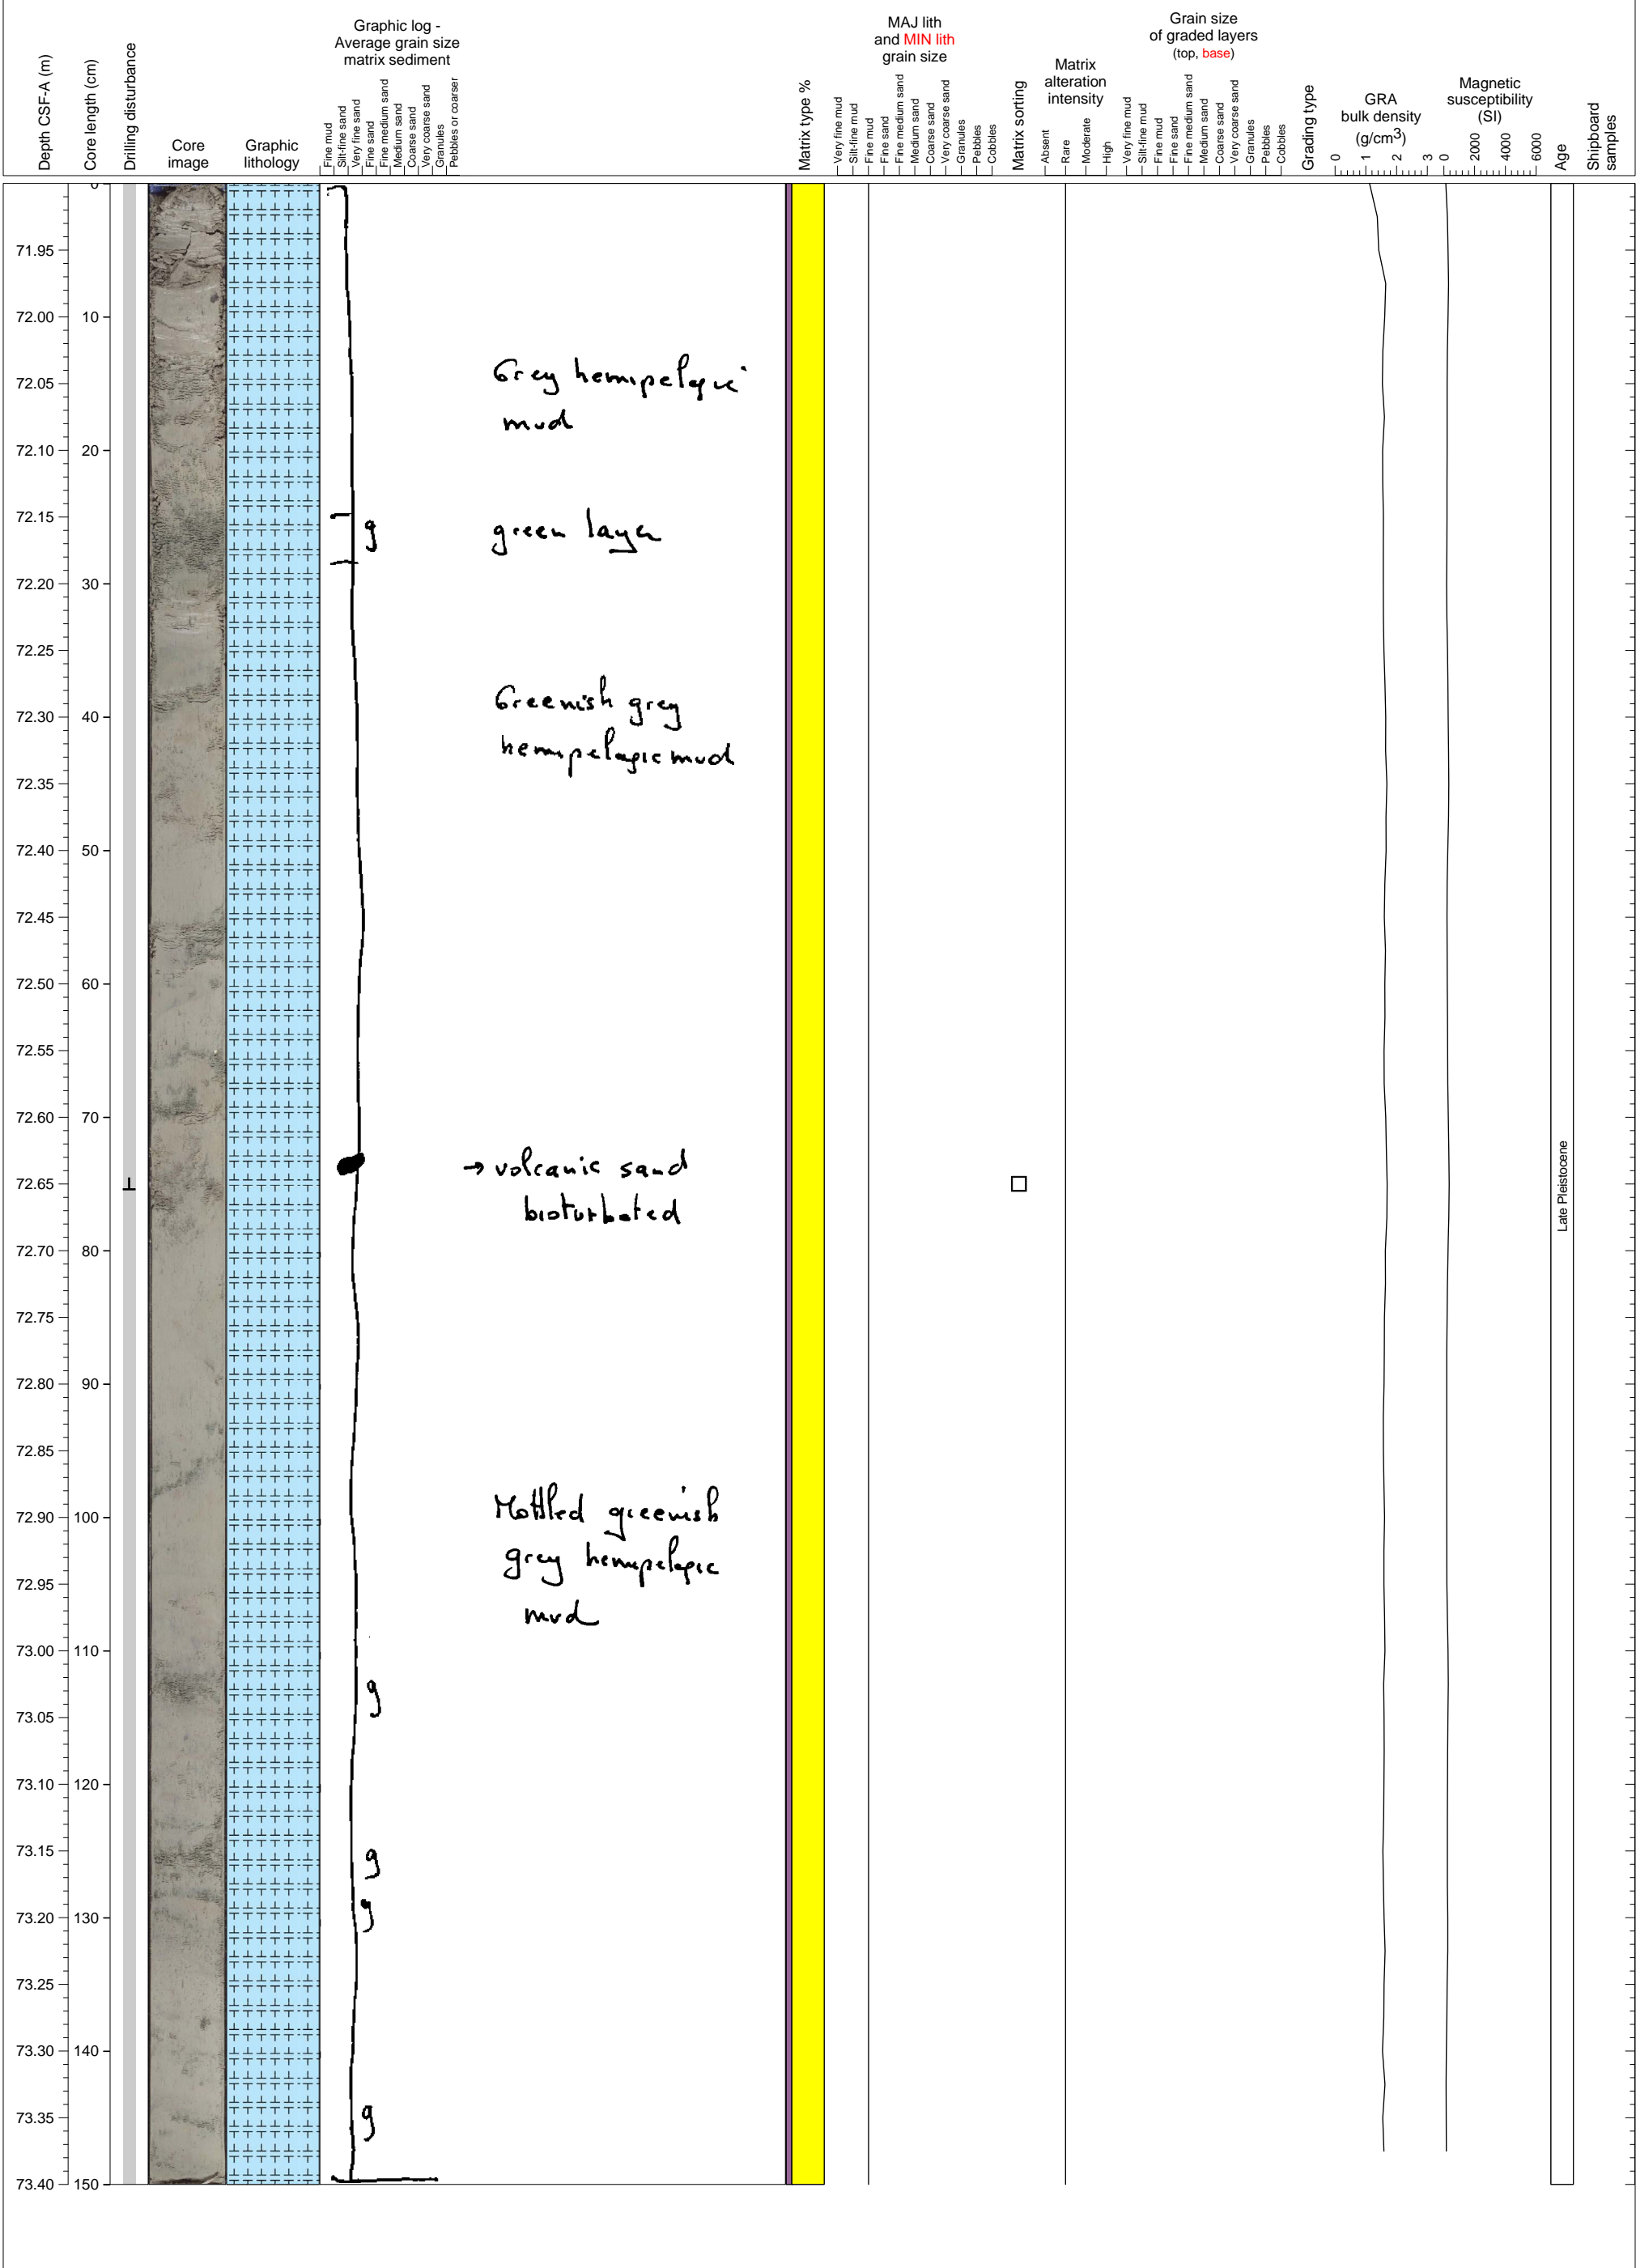 Graphic log -
Average grain size
matrix sediment
MAJ lith
and MIN lith
grain size
Grain size
of graded layers
(top, base)
Matrix
alteration
intensity
GRA
bulk density
(g/cm3)
Magnetic
susceptibility
(SI)
Depth CSF-A (m)
Core length (cm)
Drilling disturbance
Core
image
Graphic
lithology
Fine mud
Silt-fine sand
Very fine sand
Fine sand
Fine medium sand
Medium sand
Coarse sand
Very coarse sand
Granules
Pebbles or coarser
Matrix type %
Very fine mud
Silt-fine mud
Fine mud
Fine sand
Fine medium sand
Medium sand
Coarse sand
Very coarse sand
Granules
Pebbles
Cobbles
Matrix sorting
Absent
Rare
Moderate
High
Very fine mud
Silt-fine mud
Fine mud
Fine sand
Fine medium sand
Medium sand
Coarse sand
Very coarse sand
Granules
Pebbles
Cobbles
Grading type
0 1 2 3
0 2000 4000 6000
Age
Shipboard
samples
0
71.95
72.00 10
72.05
Grey hemipelagic
mud
72.10 20
72.15
g green layer
72.20 30
72.25
Greenish grey
72.30 40
hemipelagic mud
72.35
72.40 50
72.45
72.50 60
72.55
72.60 70
→ volcanic sand
72.65
bioturbated
Late Pleistocene
72.70 80
72.75
72.80 90
72.85
Mottled greenish
72.90 100
grey hemipelagic
72.95
mud
73.00 110
g
73.05
73.10 120
73.15
g
73.20 130
g
73.25
73.30 140
73.35
g
73.40 150